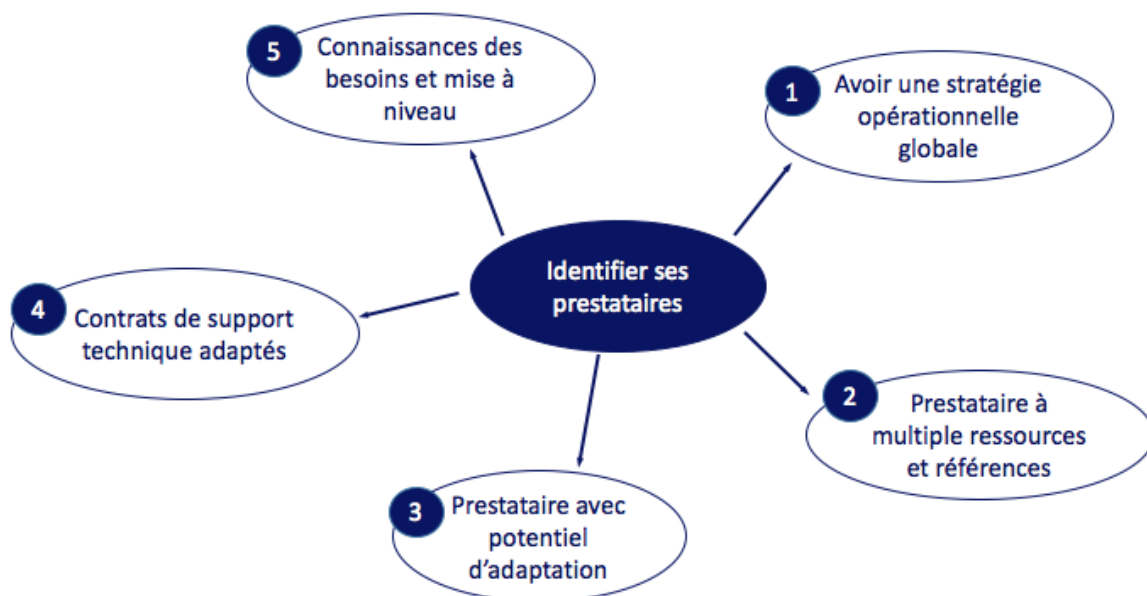 Identifier ses
prestataires
1
Avoir une stratégie
opérationnelle
globale
2
Prestataire à
multiple ressources
et références
3
Prestataire avec
potentiel
d’adaptation
4
Contrats de support
technique adaptés
5
Connaissances des
besoins et mise à
niveau